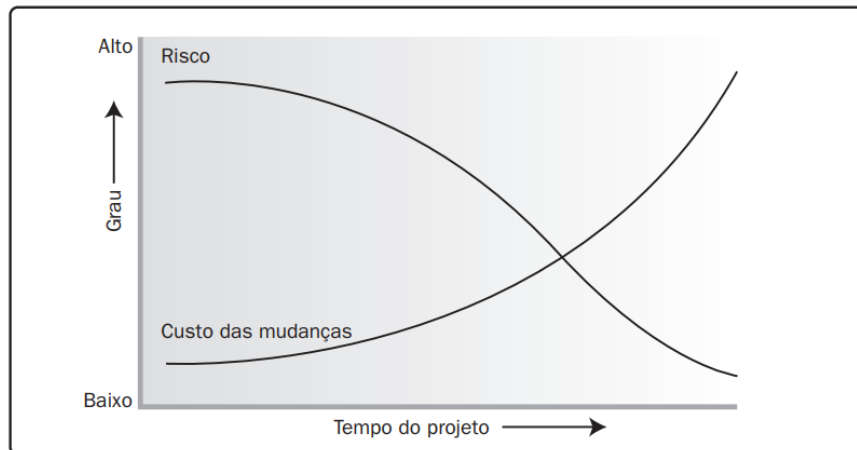 Alto
Risco
Grau
Custo das mudanças
Baixo
Tempo do projeto